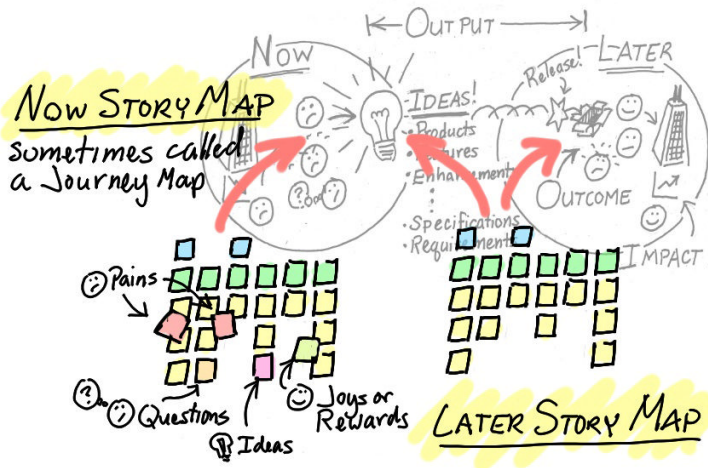 OUTPUT
NOW
LATER
NOW STORY MAP
sometimes called
a Journey Map
IDEAS!
• Products
• Enhancements
• Specifications
• Requirements
Release!
OUTCOME
IMPACT
Pains
? Questions
Ideas
Joys or
Rewards
LATER STORY MAP